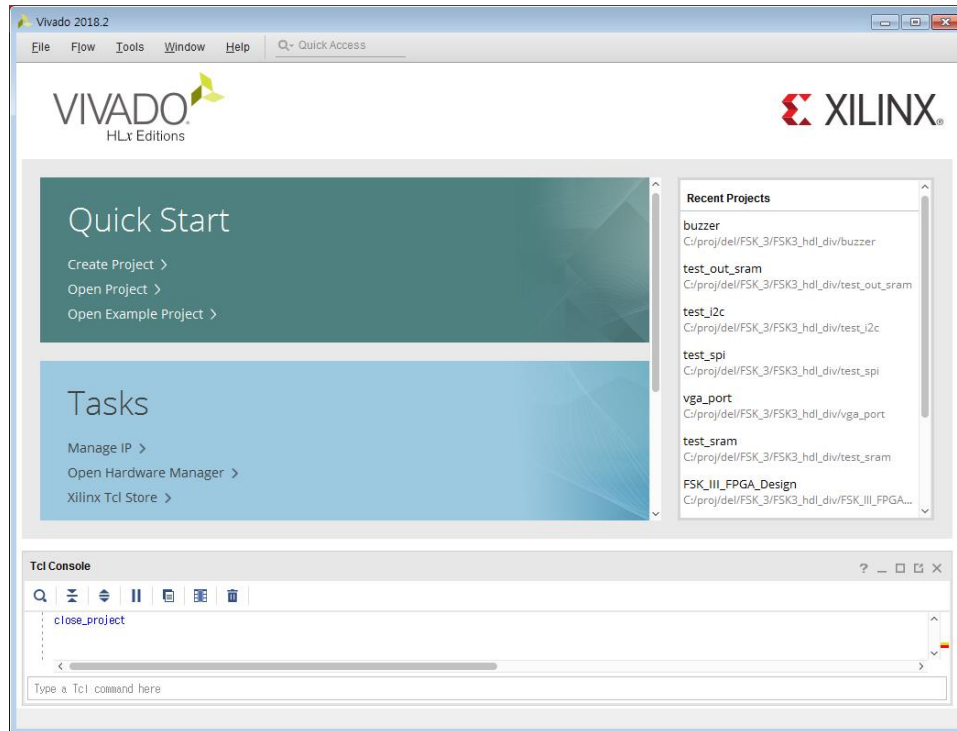 Vivado 2018.2
File Flow Tools Window Help Quick Access
VIVADO.
HLx Editions
XILINX®
Quick Start
Create Project >
Open Project >
Open Example Project >
Tasks
Manage IP >
Open Hardware Manager >
Xilinx Tcl Store >
Recent Projects
buzzer
C:/proj/del/FSK_3/FSK3_hdl_div/buzzer
test_out_sram
C:/proj/del/FSK_3/FSK3_hdl_div/test_out_sram
test_i2c
C:/proj/del/FSK_3/FSK3_hdl_div/test_i2c
test_spi
C:/proj/del/FSK_3/FSK3_hdl_div/test_spi
vga_port
C:/proj/del/FSK_3/FSK3_hdl_div/vga_port
test_sram
C:/proj/del/FSK_3/FSK3_hdl_div/test_sram
FSK_III_FPGA_Design
C:/proj/del/FSK_3/FSK3_hdl_div/FSK_III_FPGA...
Tcl Console
close_project
Type a Tcl command here